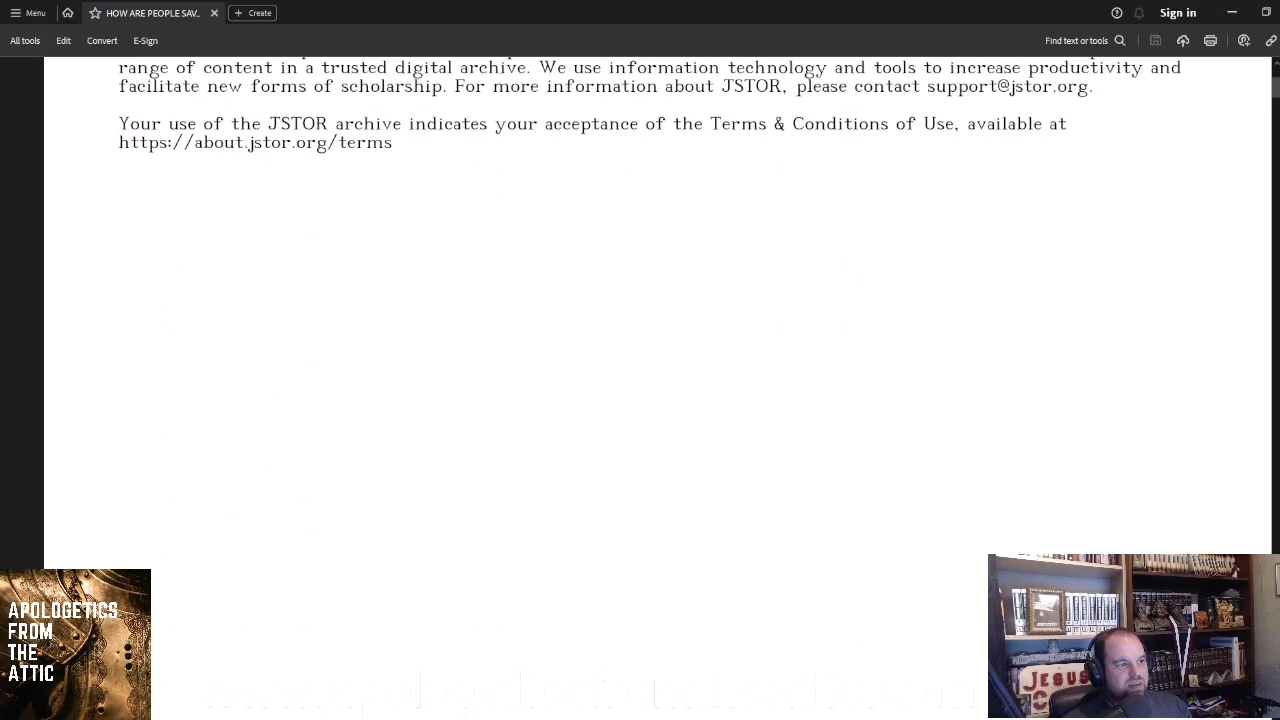 Menu
HOW ARE PEOPLE SAV...
Create
Sign in
All tools
Edit
Convert
E-Sign
Find text or tools
range of content in a trusted digital archive. We use information technology and tools to increase productivity and
facilitate new forms of scholarship. For more information about JSTOR, please contact support@jstor.org.
Your use of the JSTOR archive indicates your acceptance of the Terms & Conditions of Use, available at
https://about.jstor.org/terms
APOLOGETICS
FROM
THE
ATTIC
JESUS